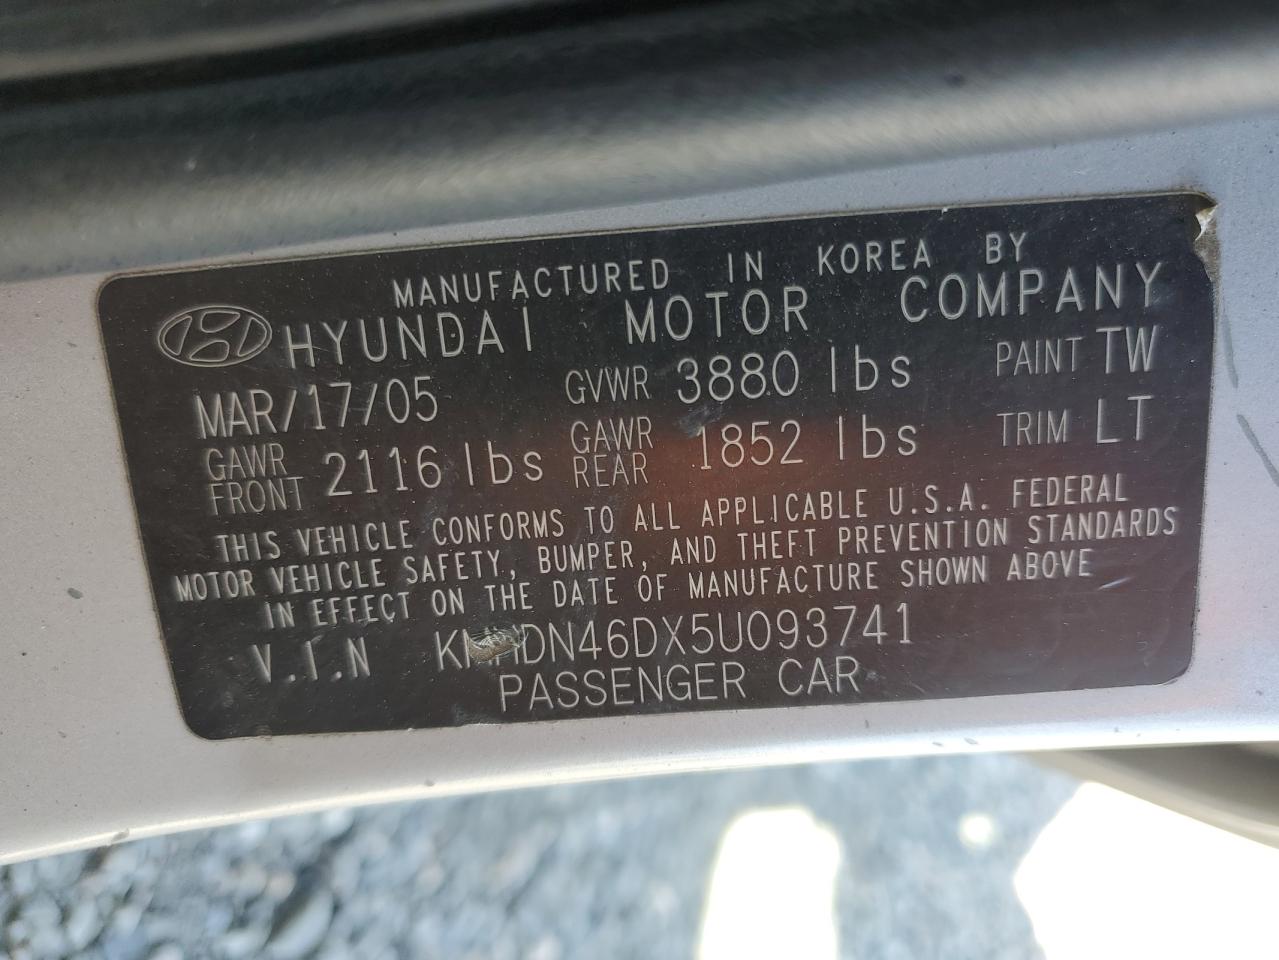 MANUFACTURED IN KOREA BY
HYUNDAI MOTOR COMPANY
MAR/17/05 GVWR 3880 lbs PAINT TW
GAWR FRONT 2116 lbs GAWR REAR 1852 lbs TRIM LT
THIS VEHICLE CONFORMS TO ALL APPLICABLE U.S.A. FEDERAL
MOTOR VEHICLE SAFETY, BUMPER, AND THEFT PREVENTION STANDARDS
IN EFFECT ON THE DATE OF MANUFACTURE SHOWN ABOVE
V.I.N KMHDN46DX5U093741
PASSENGER CAR